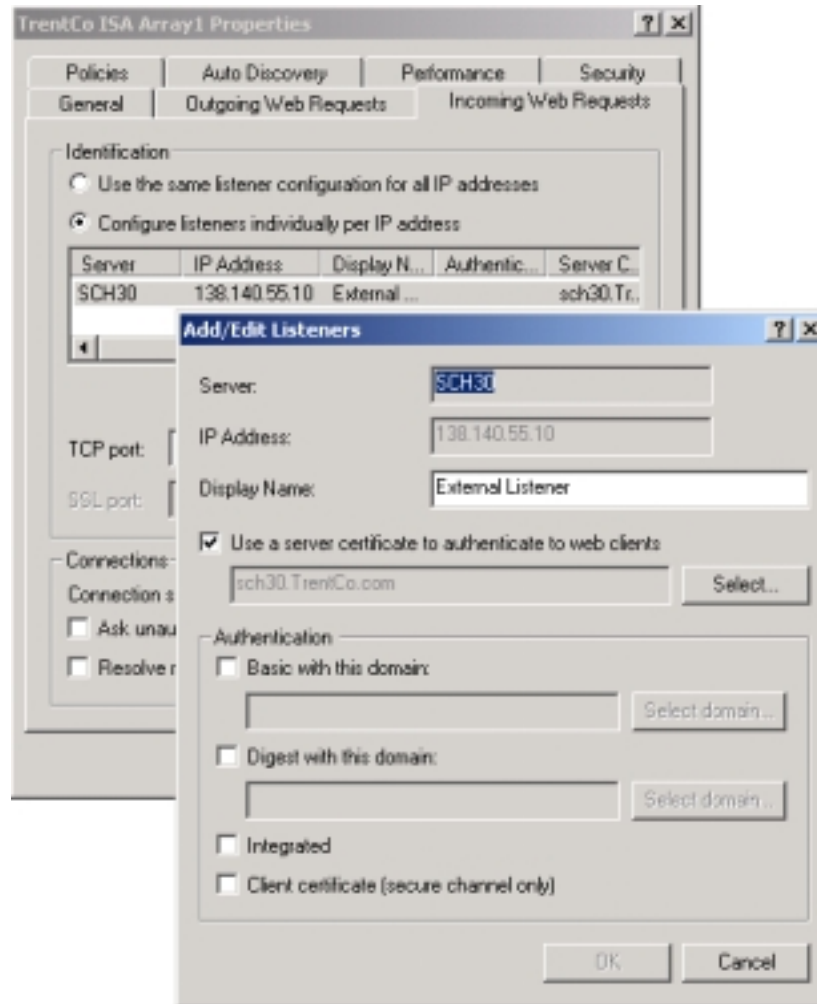 TrentCo ISA Array1 Properties
Policies Auto Discovery Performance Security
General Outgoing Web Requests Incoming Web Requests
Identification
Use the same listener configuration for all IP addresses
Configure listeners individually per IP address
Server IP Address Display N... Authentic... Server C...
SCH30 138.140.55.10 External ... sch30.Tr...
TCP port:
SSL port:
Connections
Connection s
Ask unau
Resolve r
Add/Edit Listeners
Server: SCH30
IP Address: 138.140.55.10
Display Name: External Listener
Use a server certificate to authenticate to web clients
sch30.TrentCo.com Select...
Authentication
Basic with this domain:
Select domain...
Digest with this domain:
Select domain...
Integrated
Client certificate (secure channel only)
OK Cancel